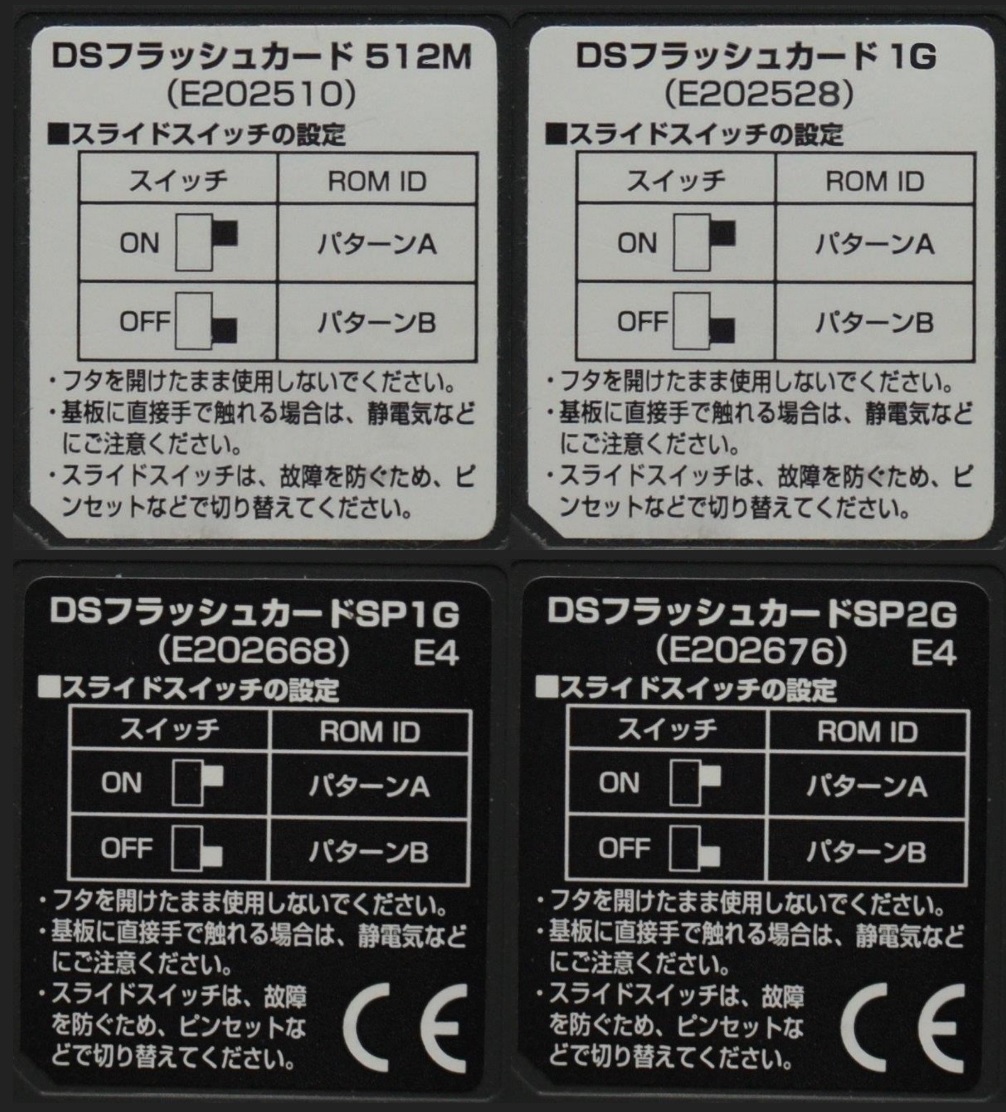 DSフラッシュカード 512M
(E202510)
■スライドスイッチの設定
スイッチ ROM ID
ON パターンA
OFF パターンB
・フタを開けたまま使用しないでください。
・基板に直接手で触れる場合は、静電気など
にご注意ください。
・スライドスイッチは、故障を防ぐため、ピ
ンセットなどで切り替えてください。
DSフラッシュカード 1G
(E202528)
■スライドスイッチの設定
スイッチ ROM ID
ON パターンA
OFF パターンB
・フタを開けたまま使用しないでください。
・基板に直接手で触れる場合は、静電気など
にご注意ください。
・スライドスイッチは、故障を防ぐため、ピ
ンセットなどで切り替えてください。
DSフラッシュカードSP1G
(E202668) E4
■スライドスイッチの設定
スイッチ ROM ID
ON パターンA
OFF パターンB
・フタを開けたまま使用しないでください。
・基板に直接手で触れる場合は、静電気など
にご注意ください。
・スライドスイッチは、故障
を防ぐため、ピンセットな
どで切り替えてください。
CE
DSフラッシュカードSP2G
(E202676) E4
■スライドスイッチの設定
スイッチ ROM ID
ON パターンA
OFF パターンB
・フタを開けたまま使用しないでください。
・基板に直接手で触れる場合は、静電気など
にご注意ください。
・スライドスイッチは、故障
を防ぐため、ピンセットな
どで切り替えてください。
CE